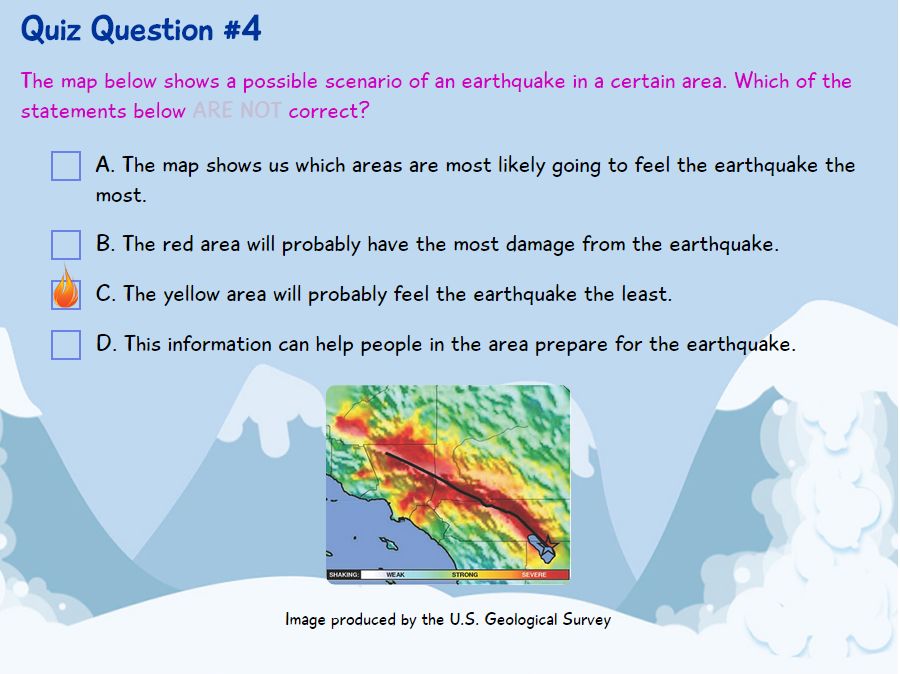 Quiz Question #4
The map below shows a possible scenario of an earthquake in a certain area. Which of the
statements below ARE NOT correct?
A. The map shows us which areas are most likely going to feel the earthquake the
most.
B. The red area will probably have the most damage from the earthquake.
C. The yellow area will probably feel the earthquake the least.
D. This information can help people in the area prepare for the earthquake.
SHAKING: WEAK STRONG SEVERE
Image produced by the U.S. Geological Survey